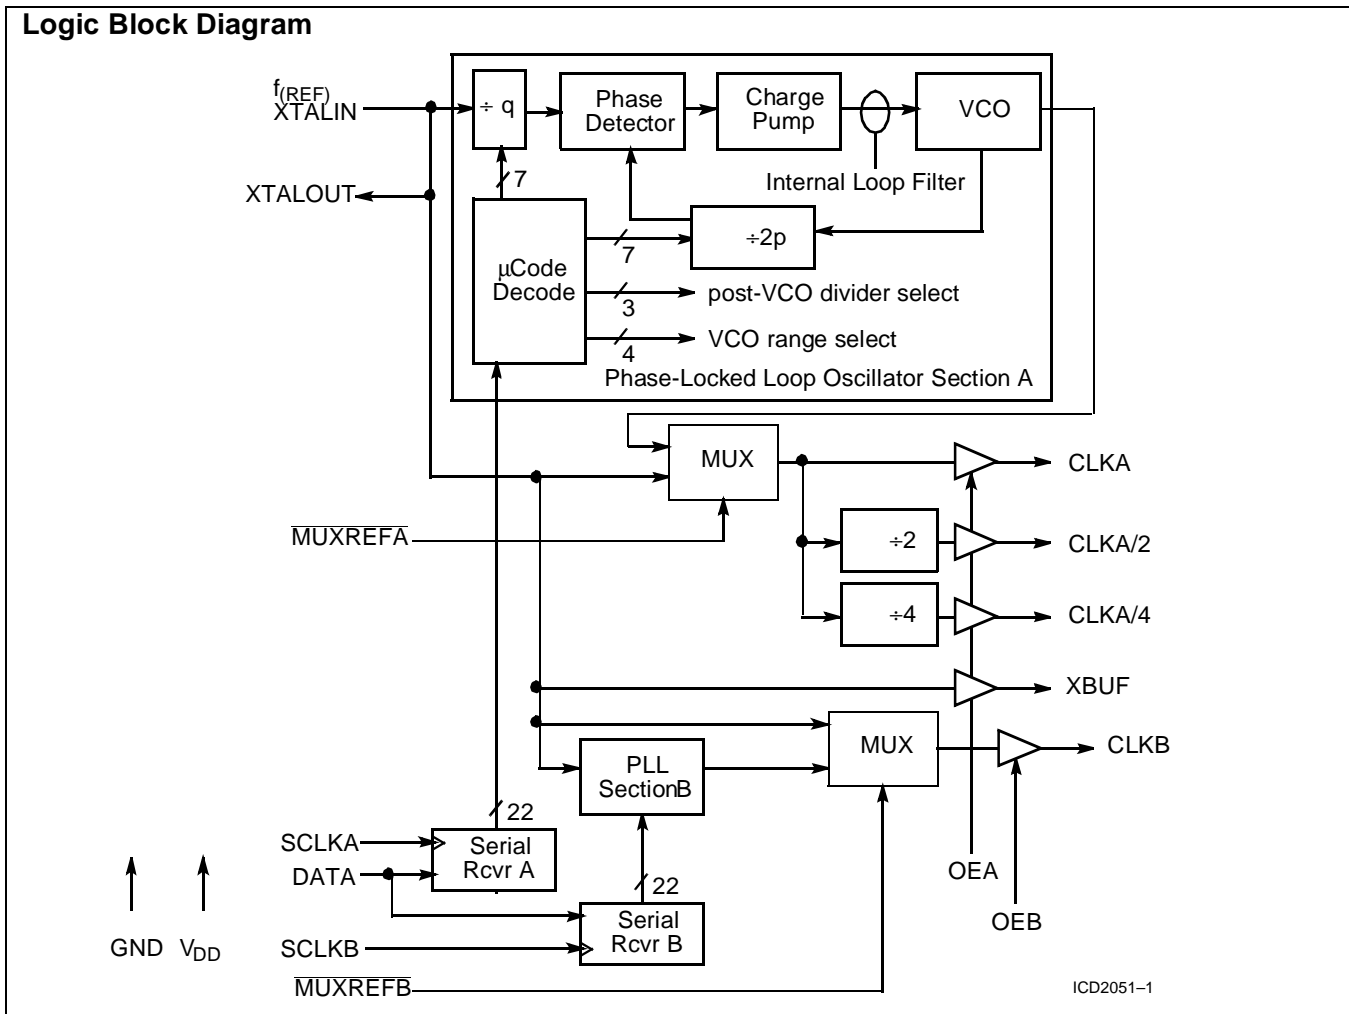 Logic Block Diagram
f(REF)
XTALIN
÷ q
Phase
Detector
Charge
Pump
VCO
Internal Loop Filter
7
XTALOUT
÷2p
7
µCode
Decode
post-VCO divider select
3
VCO range select
4
Phase-Locked Loop Oscillator Section A
MUX
CLKA
MUXREFA
÷2
CLKA/2
÷4
CLKA/4
XBUF
MUX
CLKB
PLL
SectionB
22
SCLKA
Serial
Rcvr A
DATA
OEA
22
OEB
Serial
Rcvr B
GND
VDD
SCLKB
MUXREFB
ICD2051–1